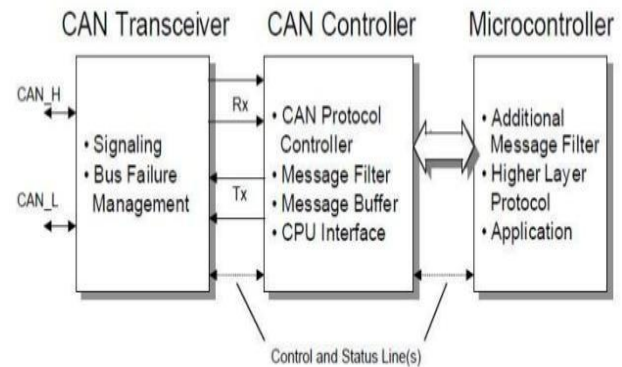 CAN Transceiver
CAN Controller
Microcontroller
CAN_H
CAN_L
• Signaling
• Bus Failure
Management
Rx
Tx
• CAN Protocol
Controller
• Message Filter
• Message Buffer
• CPU Interface
• Additional
Message Filter
• Higher Layer
Protocol
• Application
Control and Status Line(s)